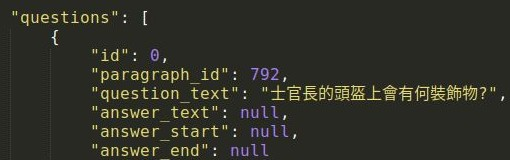 "questions": [
{
"id": 0,
"paragraph_id": 792,
"question_text": "士官長的頭盔上會有何裝飾物?",
"answer_text": null,
"answer_start": null,
"answer_end": null